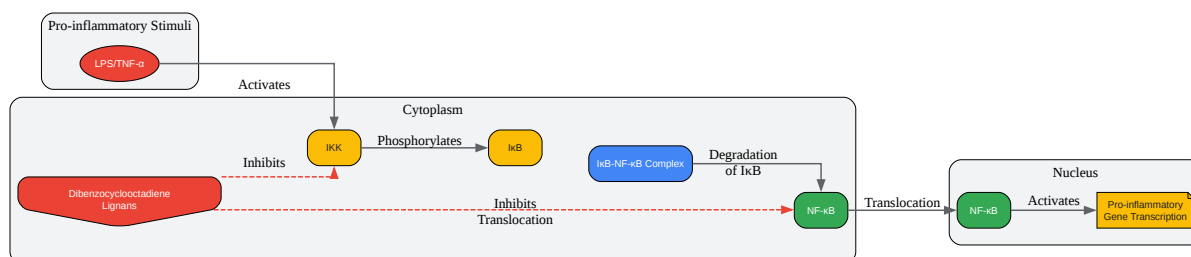 Pro-inflammatory Stimuli
LPS/TNF-α
Activates
Cytoplasm
IKK
Phosphorylates
IκB
IκB-NF-κB Complex
Degradation
of IκB
Inhibits
Dibenzocyclooctadiene
Lignans
Inhibits
Translocation
NF-κB
Translocation
Nucleus
NF-κB
Activates
Pro-inflammatory
Gene Transcription